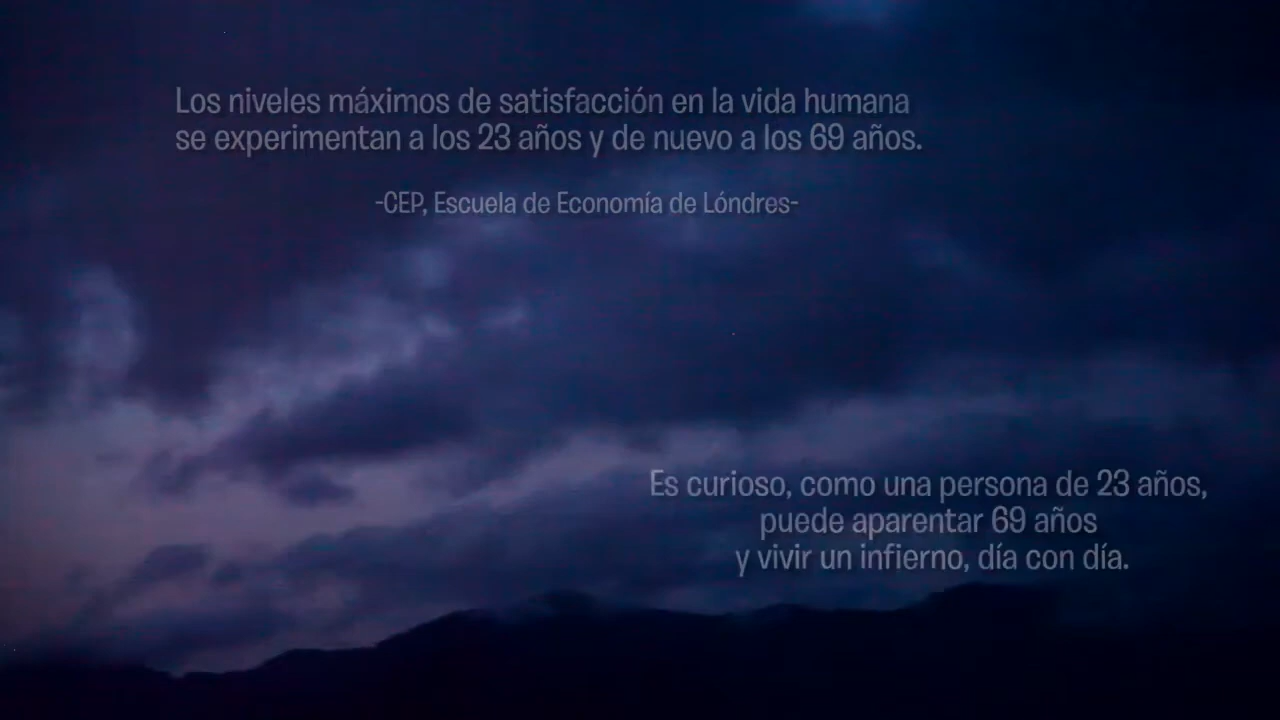 Los niveles máximos de satisfacción en la vida humana
se experimentan a los 23 años y de nuevo a los 69 años.
-CEP, Escuela de Economía de Lóndres-
Es curioso, como una persona de 23 años,
puede aparentar 69 años
y vivir un infierno, día con día.